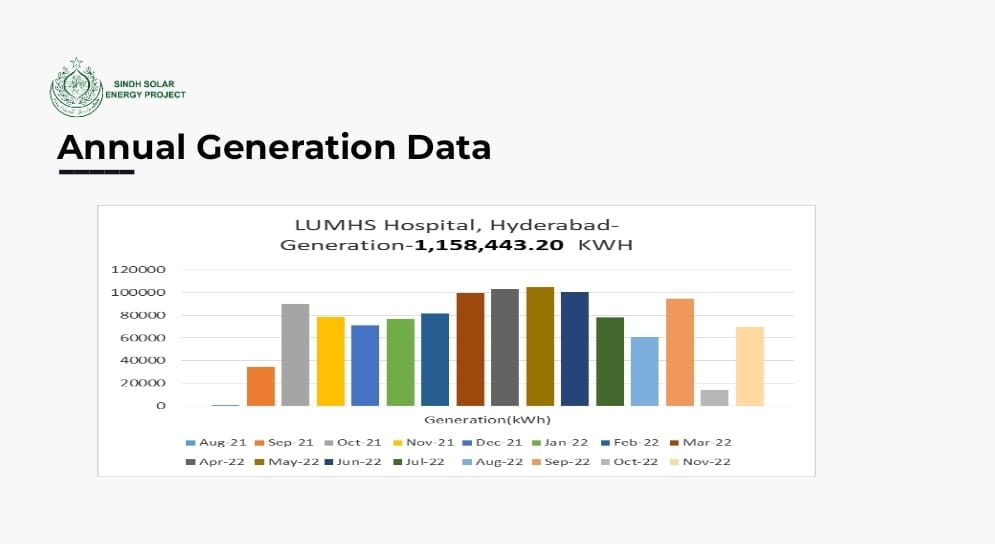 SINDH SOLAR
ENERGY PROJECT
Annual Generation Data
LUMHS Hospital, Hyderabad-
Generation-1,158,443.20 KWH
120000
100000
80000
60000
40000
20000
0
Generation(kWh)
Aug-21 Sep-21 Oct-21 Nov-21 Dec-21 Jan-22 Feb-22 Mar-22
Apr-22 May-22 Jun-22 Jul-22 Aug-22 Sep-22 Oct-22 Nov-22